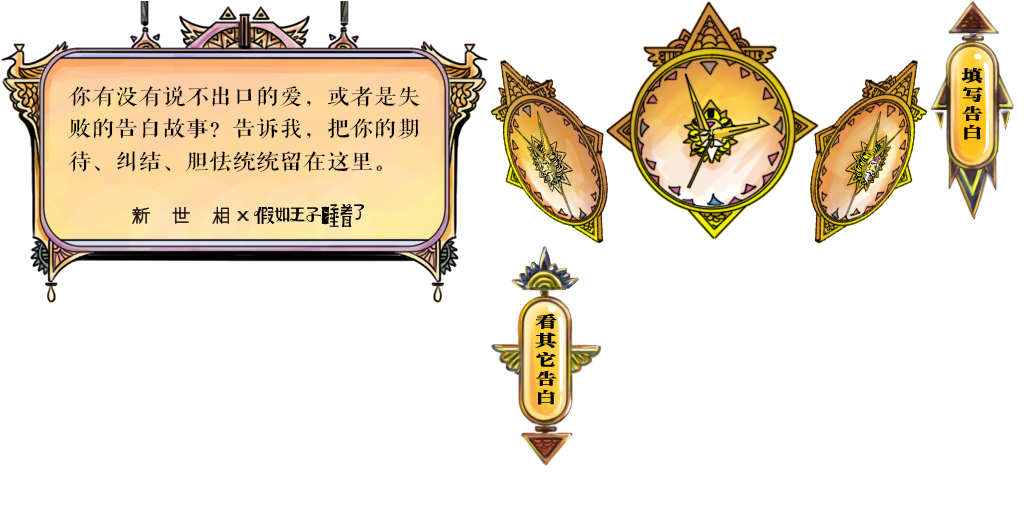 你有没有说不出口的爱，或者是失
败的告白故事？告诉我，把你的期
待、纠结、胆怯统统留在这里。
新世相×假如王子睡着了
填写告白
看其它告白